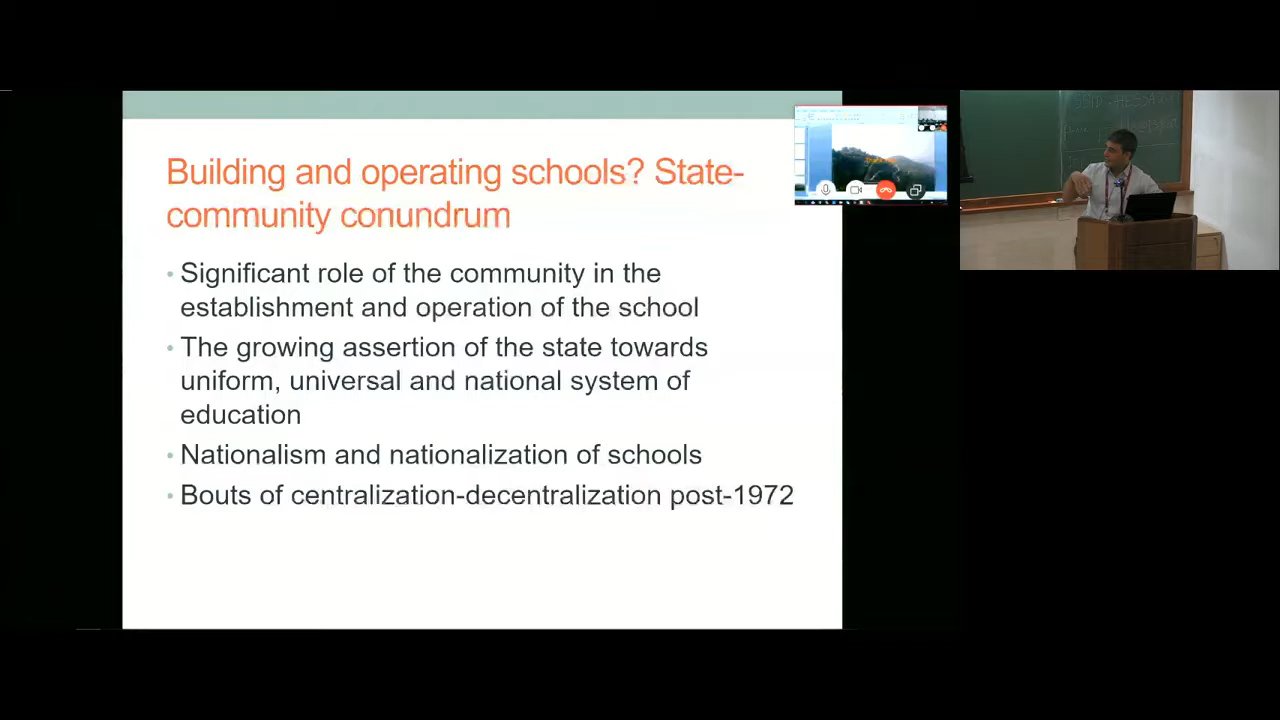 Building and operating schools? State-
community conundrum
• Significant role of the community in the
establishment and operation of the school
• The growing assertion of the state towards
uniform, universal and national system of
education
• Nationalism and nationalization of schools
• Bouts of centralization-decentralization post-1972